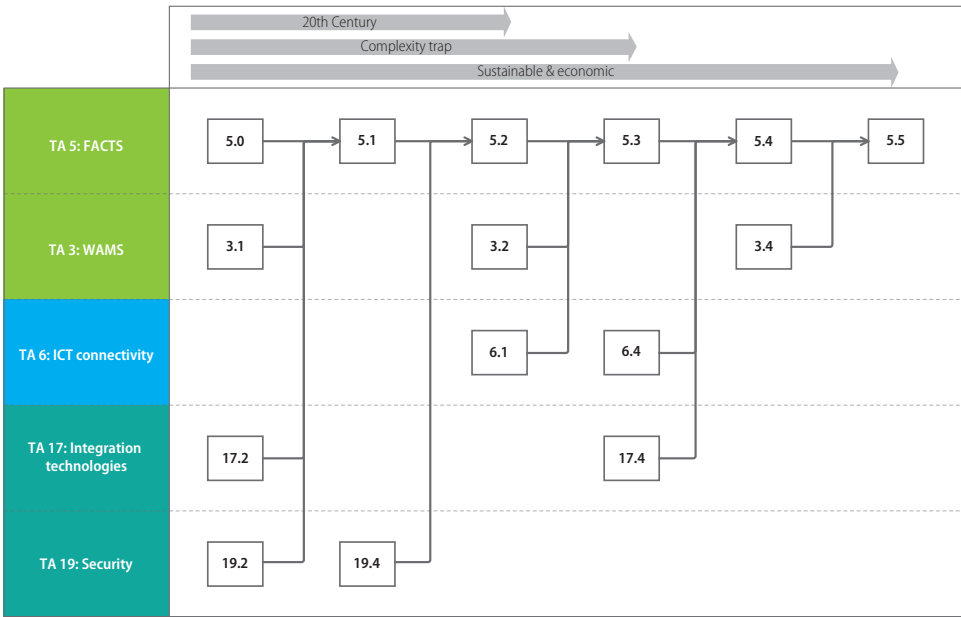 20th Century
Complexity trap
Sustainable & economic
TA 5: FACTS
5.0
5.1
5.2
5.3
5.4
5.5
TA 3: WAMS
3.1
3.2
3.4
TA 6: ICT connectivity
6.1
6.4
TA 17: Integration
technologies
17.2
17.4
TA 19: Security
19.2
19.4